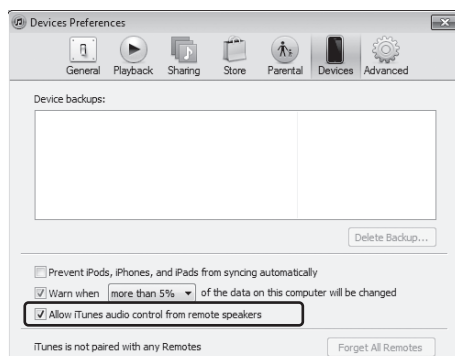 Devices Preferences
General Playback Sharing Store Parental Devices Advanced
Device backups:
Delete Backup...
Prevent iPods, iPhones, and iPads from syncing automatically
Warn when more than 5% of the data on this computer will be changed
Allow iTunes audio control from remote speakers
iTunes is not paired with any Remotes
Forget All Remotes